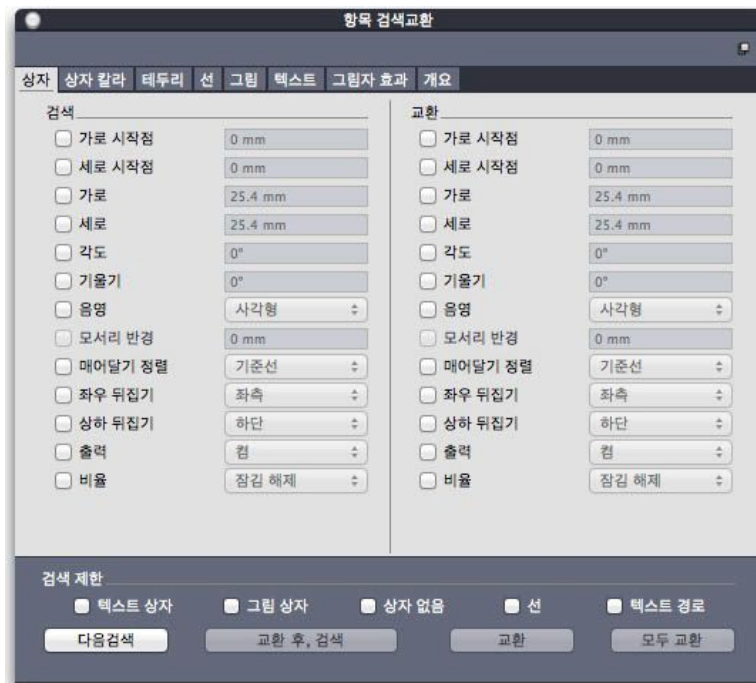 항목 검색교환
상자 상자 칼라 테두리 선 그림 텍스트 그림자 효과 개요
검색
가로 시작점 0 mm
세로 시작점 0 mm
가로 25.4 mm
세로 25.4 mm
각도 0°
기울기 0°
음영 사각형
모서리 반경 0 mm
매어달기 정렬 기준선
좌우 뒤집기 좌측
상하 뒤집기 하단
출력 켬
비율 잠김 해제
교환
가로 시작점 0 mm
세로 시작점 0 mm
가로 25.4 mm
세로 25.4 mm
각도 0°
기울기 0°
음영 사각형
모서리 반경 0 mm
매어달기 정렬 기준선
좌우 뒤집기 좌측
상하 뒤집기 하단
출력 켬
비율 잠김 해제
검색 제한
텍스트 상자 그림 상자 상자 없음 선 텍스트 경로
다음검색 교환 후, 검색 교환 모두 교환